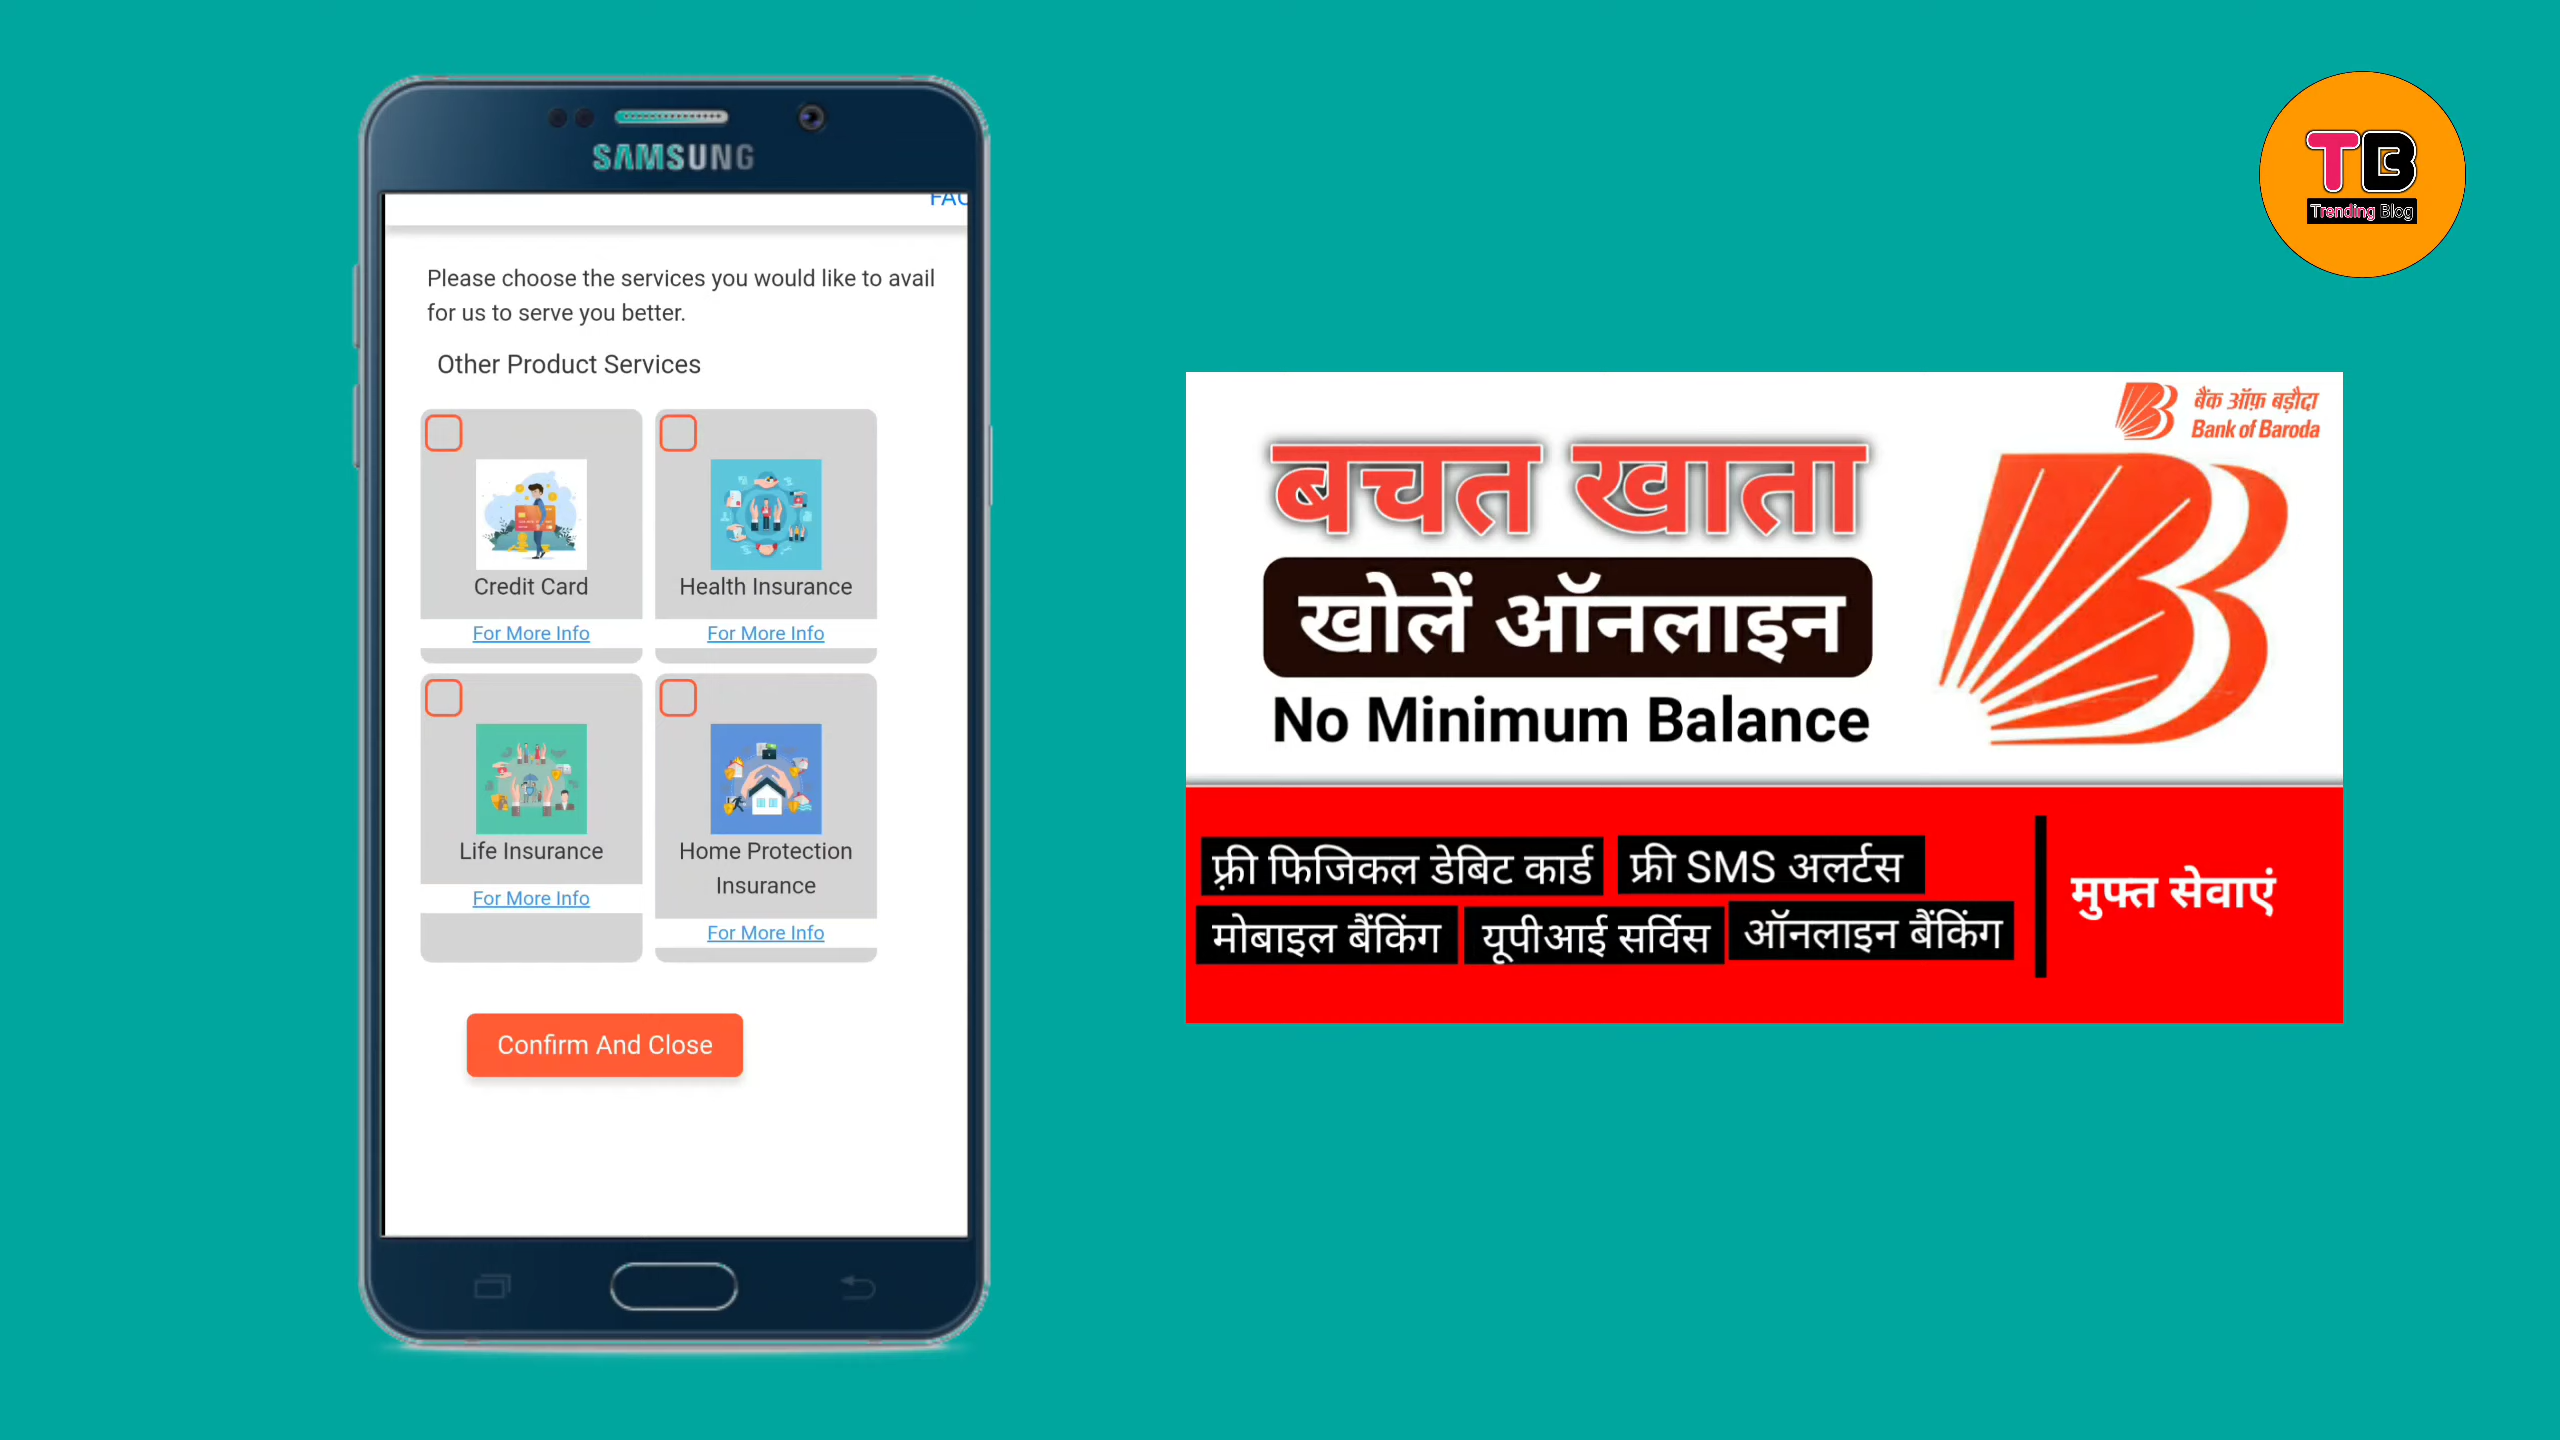 SAMSUNG
Please choose the services you would like to avail
for us to serve you better.
Other Product Services
Credit Card
Health Insurance
For More Info
For More Info
Life Insurance
Home Protection
Insurance
For More Info
For More Info
Confirm And Close
TB
Trending Blog
बैंक ऑफ़ बड़ौदा
Bank of Baroda
बचत खाता
खोलें ऑनलाइन
No Minimum Balance
फ़्री फिजिकल डेबिट कार्ड
फ्री SMS अलर्टस
मोबाइल बैंकिंग
यूपीआई सर्विस
ऑनलाइन बैंकिंग
मुफ्त सेवाएं